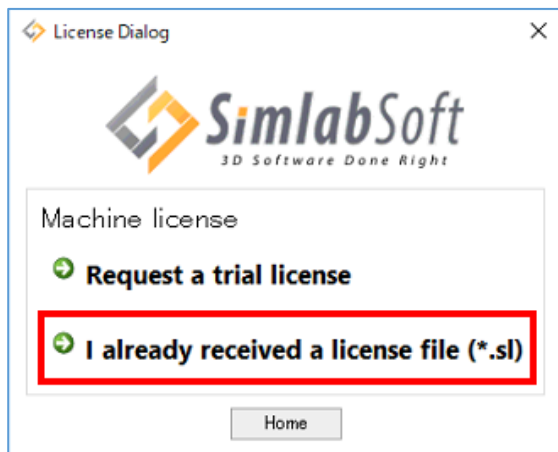 License Dialog
SimlabSoft
3D Software Done Right
Machine license
Request a trial license
I already received a license file (*.sl)
Home